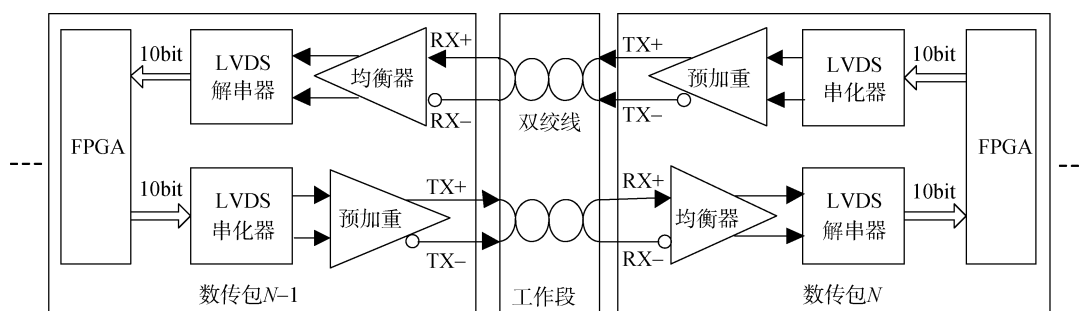 10bit
LVDS
解串器
均衡器
RX+
RX−
TX+
TX−
双绞线
预加重
LVDS
串化器
10bit
FPGA
FPGA
10bit
LVDS
串化器
预加重
TX+
TX−
RX+
RX−
均衡器
LVDS
解串器
10bit
数传包N−1
工作段
数传包N